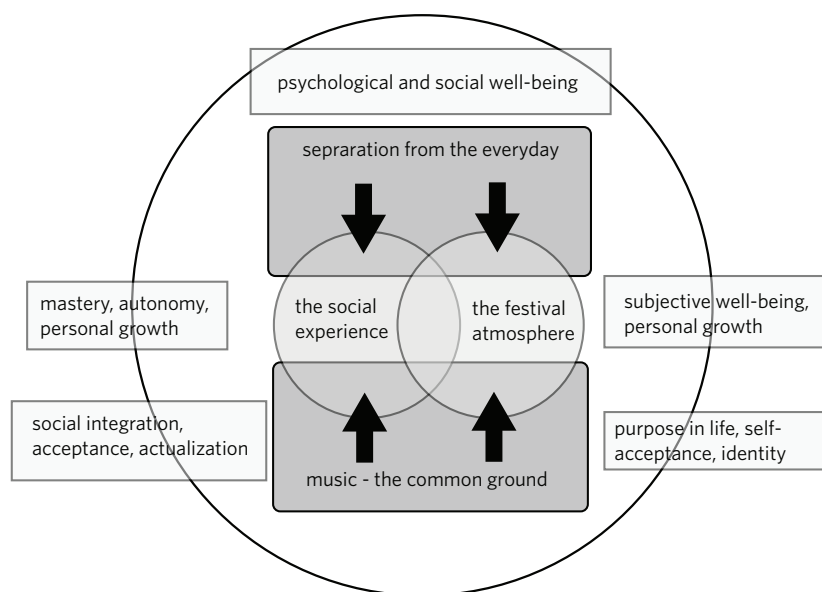 psychological and social well-being
sepraration from the everyday
mastery, autonomy,
personal growth
the social
experience
the festival
atmosphere
subjective well-being,
personal growth
social integration,
acceptance, actualization
purpose in life, self-
acceptance, identity
music - the common ground